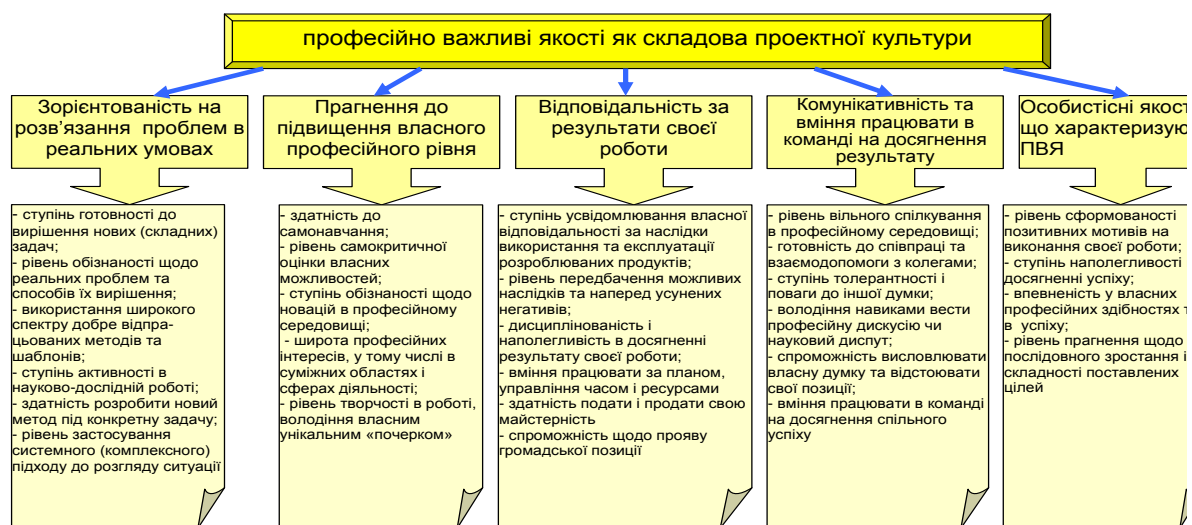 професійно важливі якості як складова проектної культури
Зорієнтованість на
розв’язання проблем в
реальних умовах
- ступінь готовності до
вирішення нових (складних)
задач;
- рівень обізнаності щодо
реальних проблем та
способів їх вирішення;
- використання широкого
спектру добре відпра-
цьованих методів та
шаблонів;
- ступінь активності в
науково-дослідній роботі;
- здатність розробити новий
метод під конкретну задачу;
- рівень застосування
системного (комплексного)
підходу до розгляду ситуації
Прагнення до
підвищення власного
професійного рівня
- здатність до
самонавчання;
- рівень самокритичної
оцінки власних
можливостей;
- ступінь обізнаності щодо
новацій в професійному
середовищі;
- широта професійних
інтересів, у тому числі в
суміжних областях і
сферах діяльності;
- рівень творчості в роботі,
володіння власним
унікальним «почерком»
Відповідальність за
результати своєї
роботи
- ступінь усвідомлювання власної
відповідальності за наслідки
використання та експлуатації
розроблених продуктів;
- рівень передбачення можливих
наслідків та наперед усунених
негативів;
- дисциплінованість і
наполегливість в досягненні
результату своєї роботи;
- вміння працювати за планом,
управління часом і ресурсами
- здатність подати і продати свою
майстерність
- спроможність щодо прояву
громадської позиції
Комунікативність та
вміння працювати в
команді на досягнення
результату
- рівень вільного спілкування
в професійному середовищі;
- готовність до співпраці та
взаємодопомоги з колегами;
- ступінь толерантності і
поваги до іншої думки;
- володіння навиками вести
професійну дискусію чи
науковий диспут;
- спроможність висловлювати
власну думку та відстоювати
свої позиції;
- вміння працювати в команді
на досягнення спільного
успіху
Особистісні якост
що характеризую
ПВЯ
- рівень сформованості
позитивних мотивів на
виконання своєї роботи;
- ступінь наполегливості
досягненні успіху;
- впевненість у власних
професійних здібностях т
в успіху;
- рівень прагнення щодо
послідовного зростання і
складності поставлених
цілей